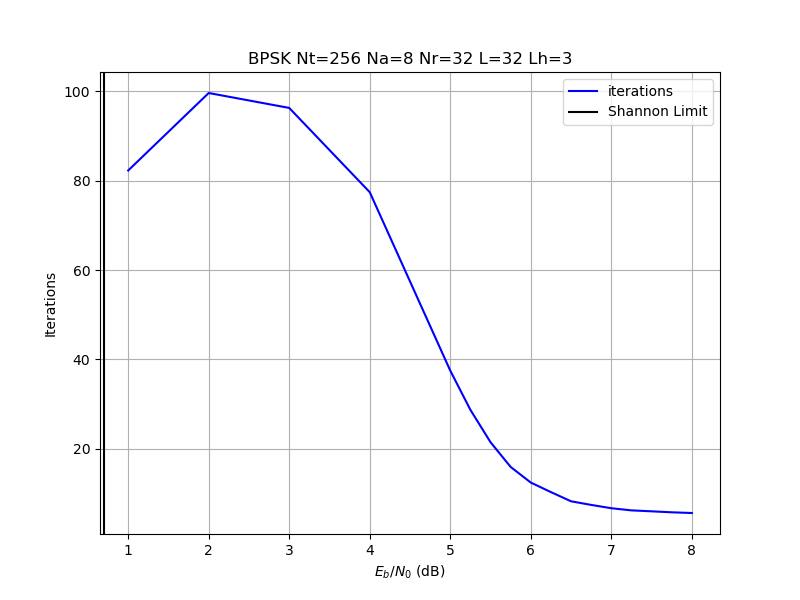 BPSK Nt=256 Na=8 Nr=32 L=32 Lh=3
iterations
Shannon Limit
100
80
60
40
20
Iterations
1 2 3 4 5 6 7 8
E_b/N_0 (dB)